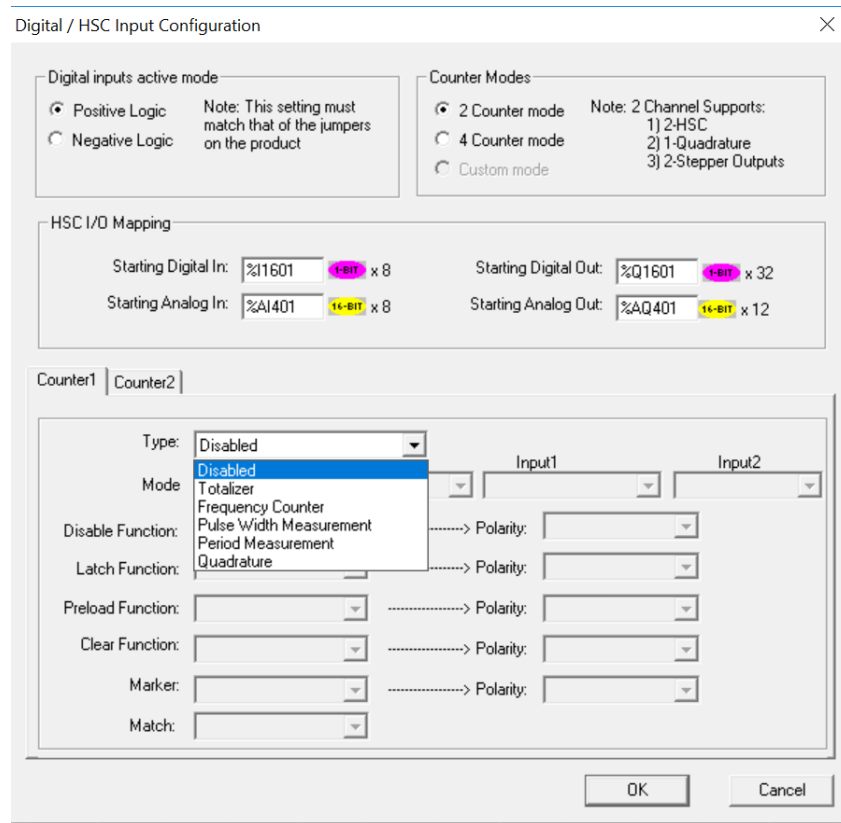 Digital / HSC Input Configuration
Digital inputs active mode
Positive Logic
Negative Logic
Note: This setting must
match that of the jumpers
on the product
Counter Modes
2 Counter mode
4 Counter mode
Custom mode
Note: 2 Channel Supports:
1) 2-HSC
2) 1-Quadrature
3) 2-Stepper Outputs
HSC I/O Mapping
Starting Digital In: %I1601 1-BIT x 8
Starting Digital Out: %Q1601 1-BIT x 32
Starting Analog In: %AI401 16-BIT x 8
Starting Analog Out: %AQ401 16-BIT x 12
Counter1 Counter2
Type: Disabled
Disabled
Totalizer
Frequency Counter
Pulse Width Measurement
Period Measurement
Quadrature
Input1 Input2
Mode
Disable Function: --------> Polarity:
Latch Function: --------> Polarity:
Preload Function: ------------------> Polarity:
Clear Function: ------------------> Polarity:
Marker: ------------------> Polarity:
Match:
OK Cancel